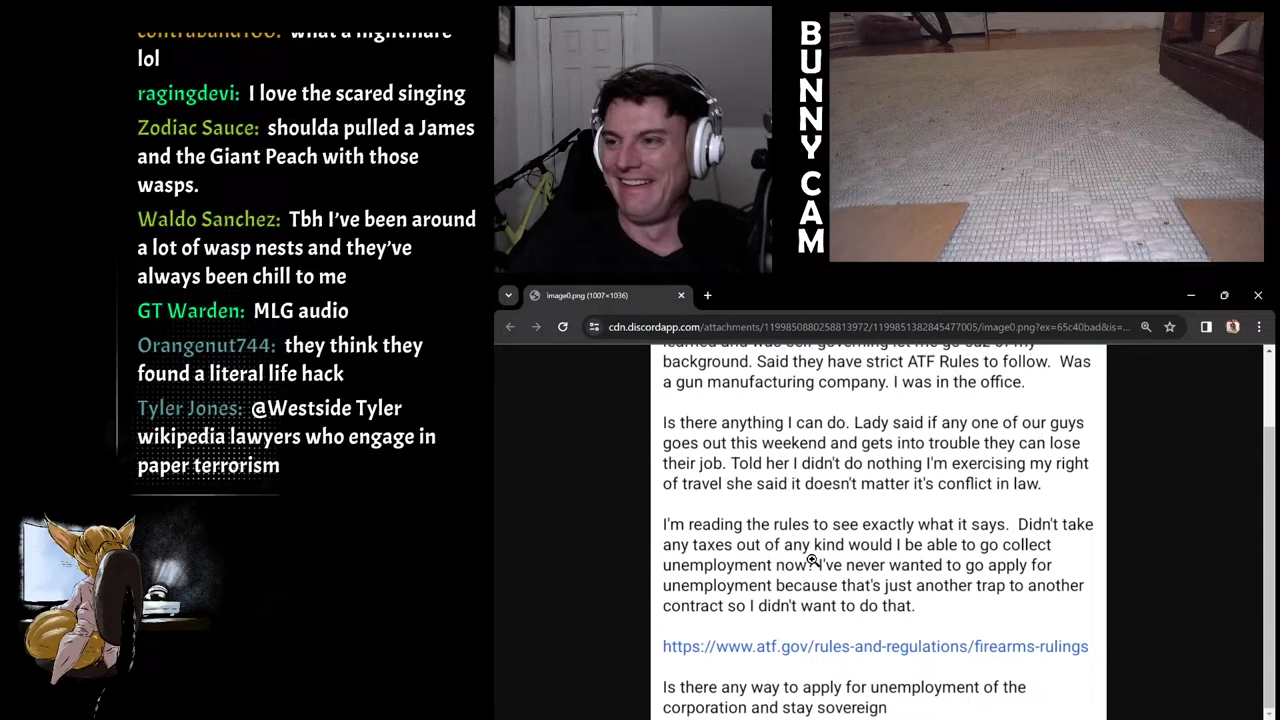 contraband100: what a nightmare
lol
ragingdevi: I love the scared singing
Zodiac Sauce: shoulda pulled a James
and the Giant Peach with those
wasps.
Waldo Sanchez: Tbh I've been around
a lot of wasp nests and they've
always been chill to me
GT Warden: MLG audio
Orangenut744: they think they
found a literal life hack
Tyler Jones: @Westside Tyler
wikipedia lawyers who engage in
paper terrorism
BUNNY CAM
image0.png (1007×1036)
cdn.discordapp.com/attachments/1199850880258813972/1199851382845477005/image0.png?ex=65c40bad&is=...
background. Said they have strict ATF Rules to follow. Was
a gun manufacturing company. I was in the office.
Is there anything I can do. Lady said if any one of our guys
goes out this weekend and gets into trouble they can lose
their job. Told her I didn't do nothing I'm exercising my right
of travel she said it doesn't matter it's conflict in law.
I'm reading the rules to see exactly what it says. Didn't take
any taxes out of any kind would I be able to go collect
unemployment now? I've never wanted to go apply for
unemployment because that's just another trap to another
contract so I didn't want to do that.
https://www.atf.gov/rules-and-regulations/firearms-rulings
Is there any way to apply for unemployment of the
corporation and stay sovereign